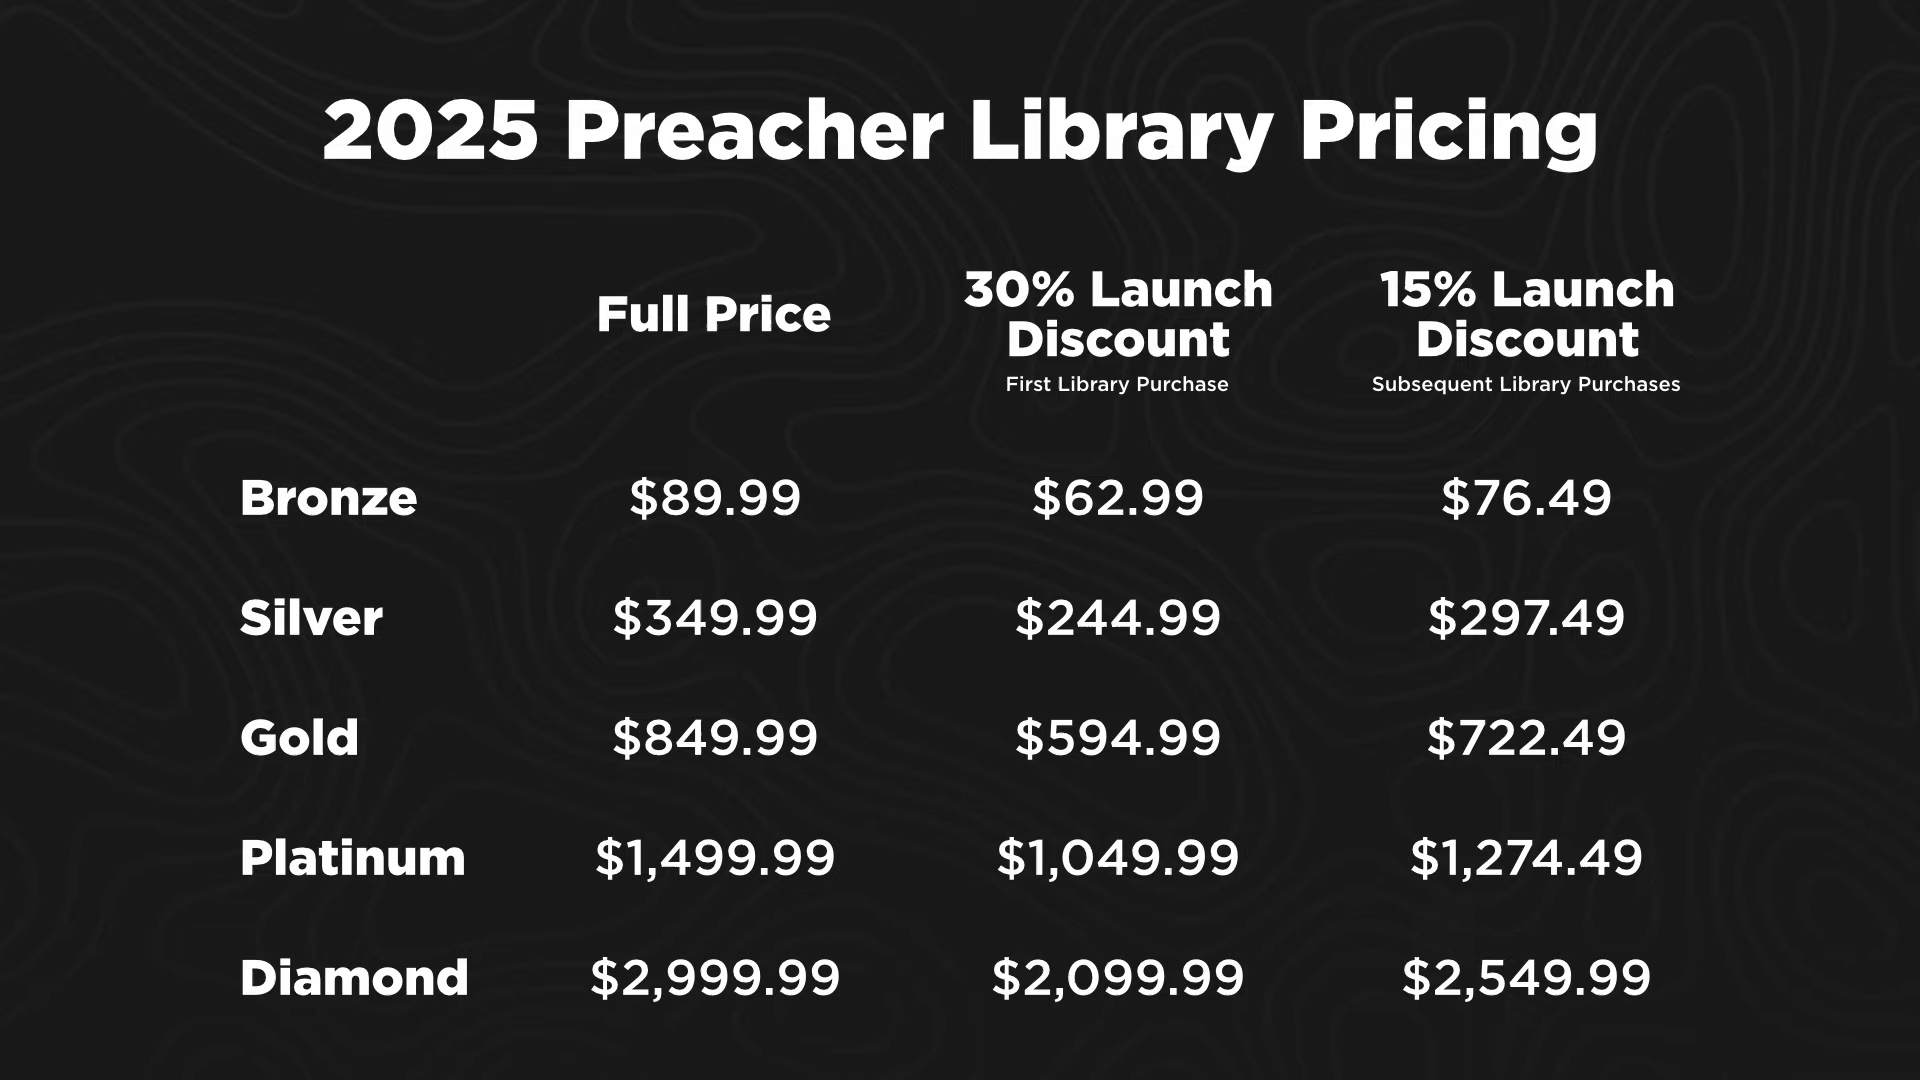 2025 Preacher Library Pricing
Full Price
30% Launch
Discount
First Library Purchase
15% Launch
Discount
Subsequent Library Purchases
Bronze $89.99 $62.99 $76.49
Silver $349.99 $244.99 $297.49
Gold $849.99 $594.99 $722.49
Platinum $1,499.99 $1,049.99 $1,274.49
Diamond $2,999.99 $2,099.99 $2,549.99